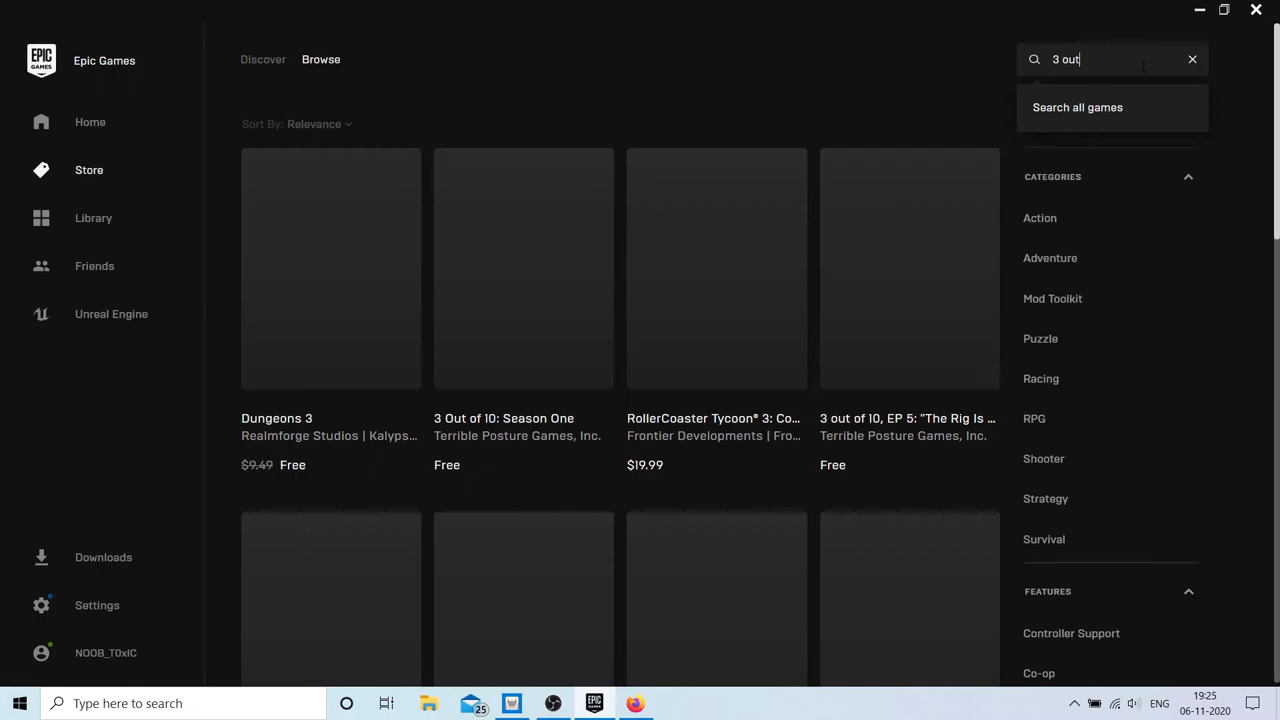 EPIC
GAMES
Epic Games
Home
Store
Library
Friends
Unreal Engine
Downloads
Settings
NOOB_T0xIC
Discover
Browse
3 out
Search all games
Sort By: Relevance
Dungeons 3
Realmforge Studios | Kalyps...
$9.49 Free
3 Out of 10: Season One
Terrible Posture Games, Inc.
Free
RollerCoaster Tycoon® 3: Co...
Frontier Developments | Fro...
$19.99
3 out of 10, EP 5: "The Rig Is ...
Terrible Posture Games, Inc.
Free
CATEGORIES
Action
Adventure
Mod Toolkit
Puzzle
Racing
RPG
Shooter
Strategy
Survival
FEATURES
Controller Support
Co-op
Type here to search
25
ENG
19:25
06-11-2020